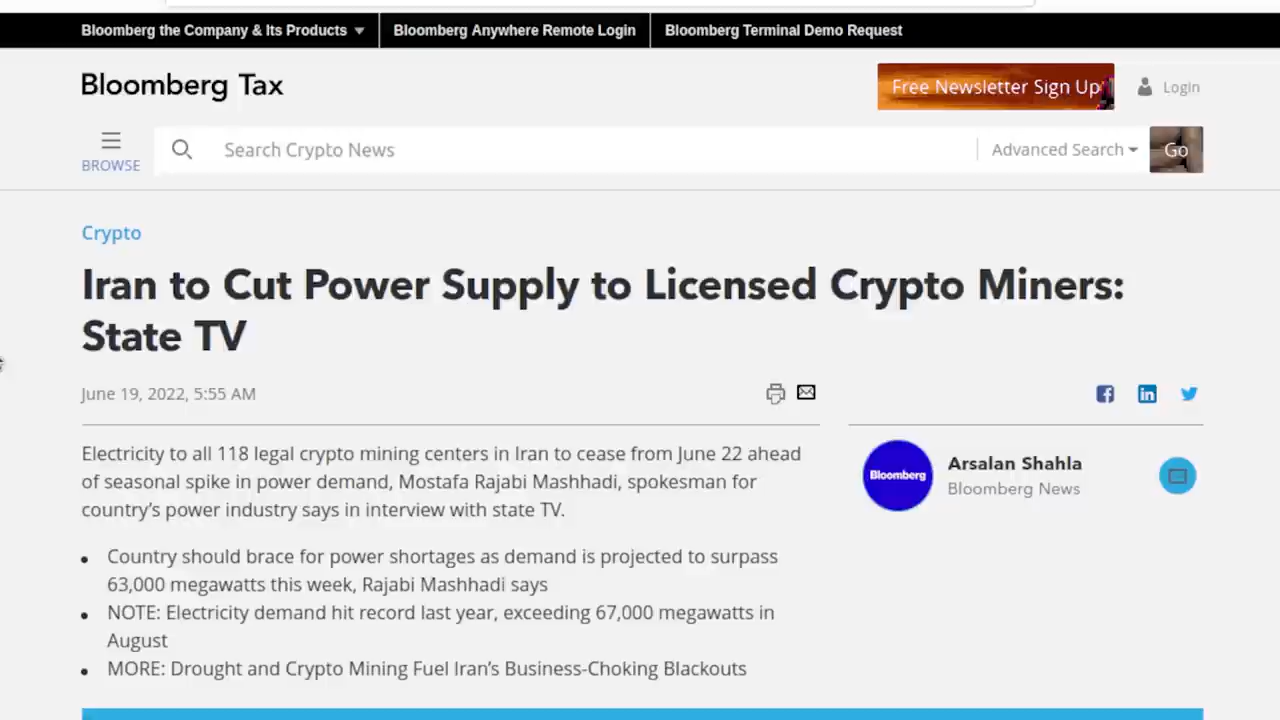 Bloomberg the Company & Its Products
Bloomberg Anywhere Remote Login
Bloomberg Terminal Demo Request
Bloomberg Tax
Free Newsletter Sign Up
Login
BROWSE
Search Crypto News
Advanced Search
Go
Crypto
Iran to Cut Power Supply to Licensed Crypto Miners:
State TV
June 19, 2022, 5:55 AM
Electricity to all 118 legal crypto mining centers in Iran to cease from June 22 ahead
of seasonal spike in power demand, Mostafa Rajabi Mashhadi, spokesman for
country's power industry says in interview with state TV.
• Country should brace for power shortages as demand is projected to surpass
63,000 megawatts this week, Rajabi Mashhadi says
• NOTE: Electricity demand hit record last year, exceeding 67,000 megawatts in
August
• MORE: Drought and Crypto Mining Fuel Iran's Business-Choking Blackouts
Bloomberg
Arsalan Shahla
Bloomberg News